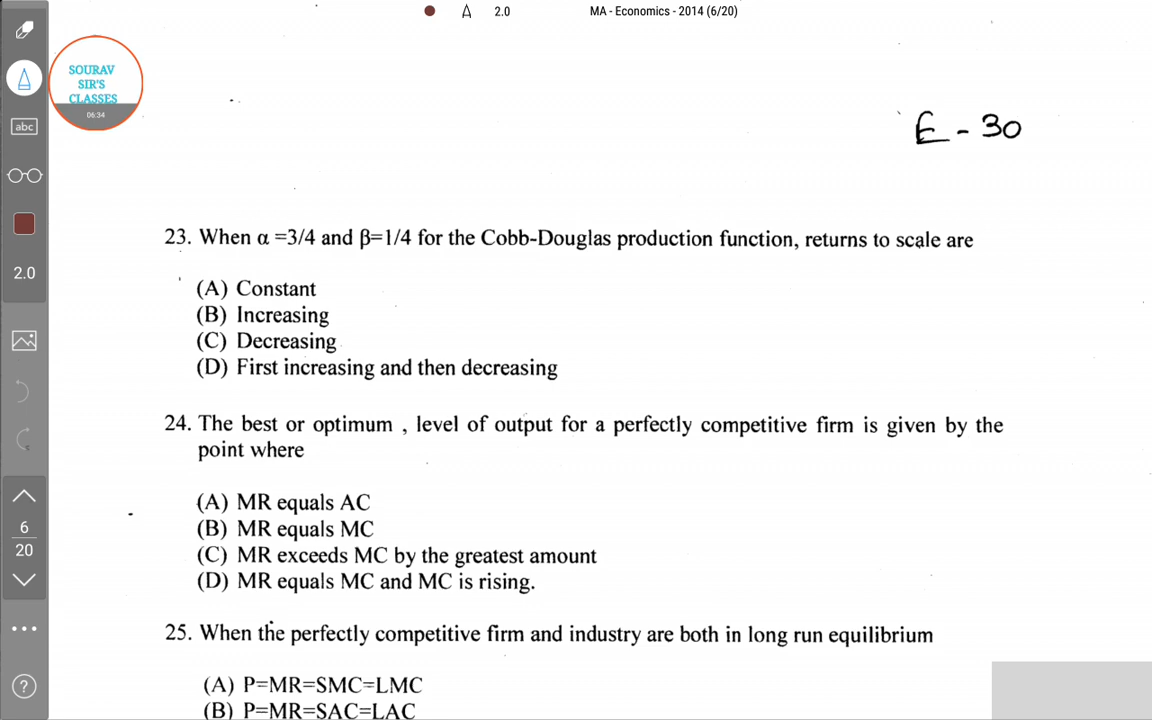 2.0
MA - Economics - 2014 (6/20)
SOURAV
SIR'S
CLASSES
06:34
abc
2.0
6
20
?
E - 30
23. When α =3/4 and β=1/4 for the Cobb-Douglas production function, returns to scale are
(A) Constant
(B) Increasing
(C) Decreasing
(D) First increasing and then decreasing
24. The best or optimum , level of output for a perfectly competitive firm is given by the
point where
(A) MR equals AC
(B) MR equals MC
(C) MR exceeds MC by the greatest amount
(D) MR equals MC and MC is rising.
25. When the perfectly competitive firm and industry are both in long run equilibrium
(A) P=MR=SMC=LMC
(B) P=MR=SAC=LAC